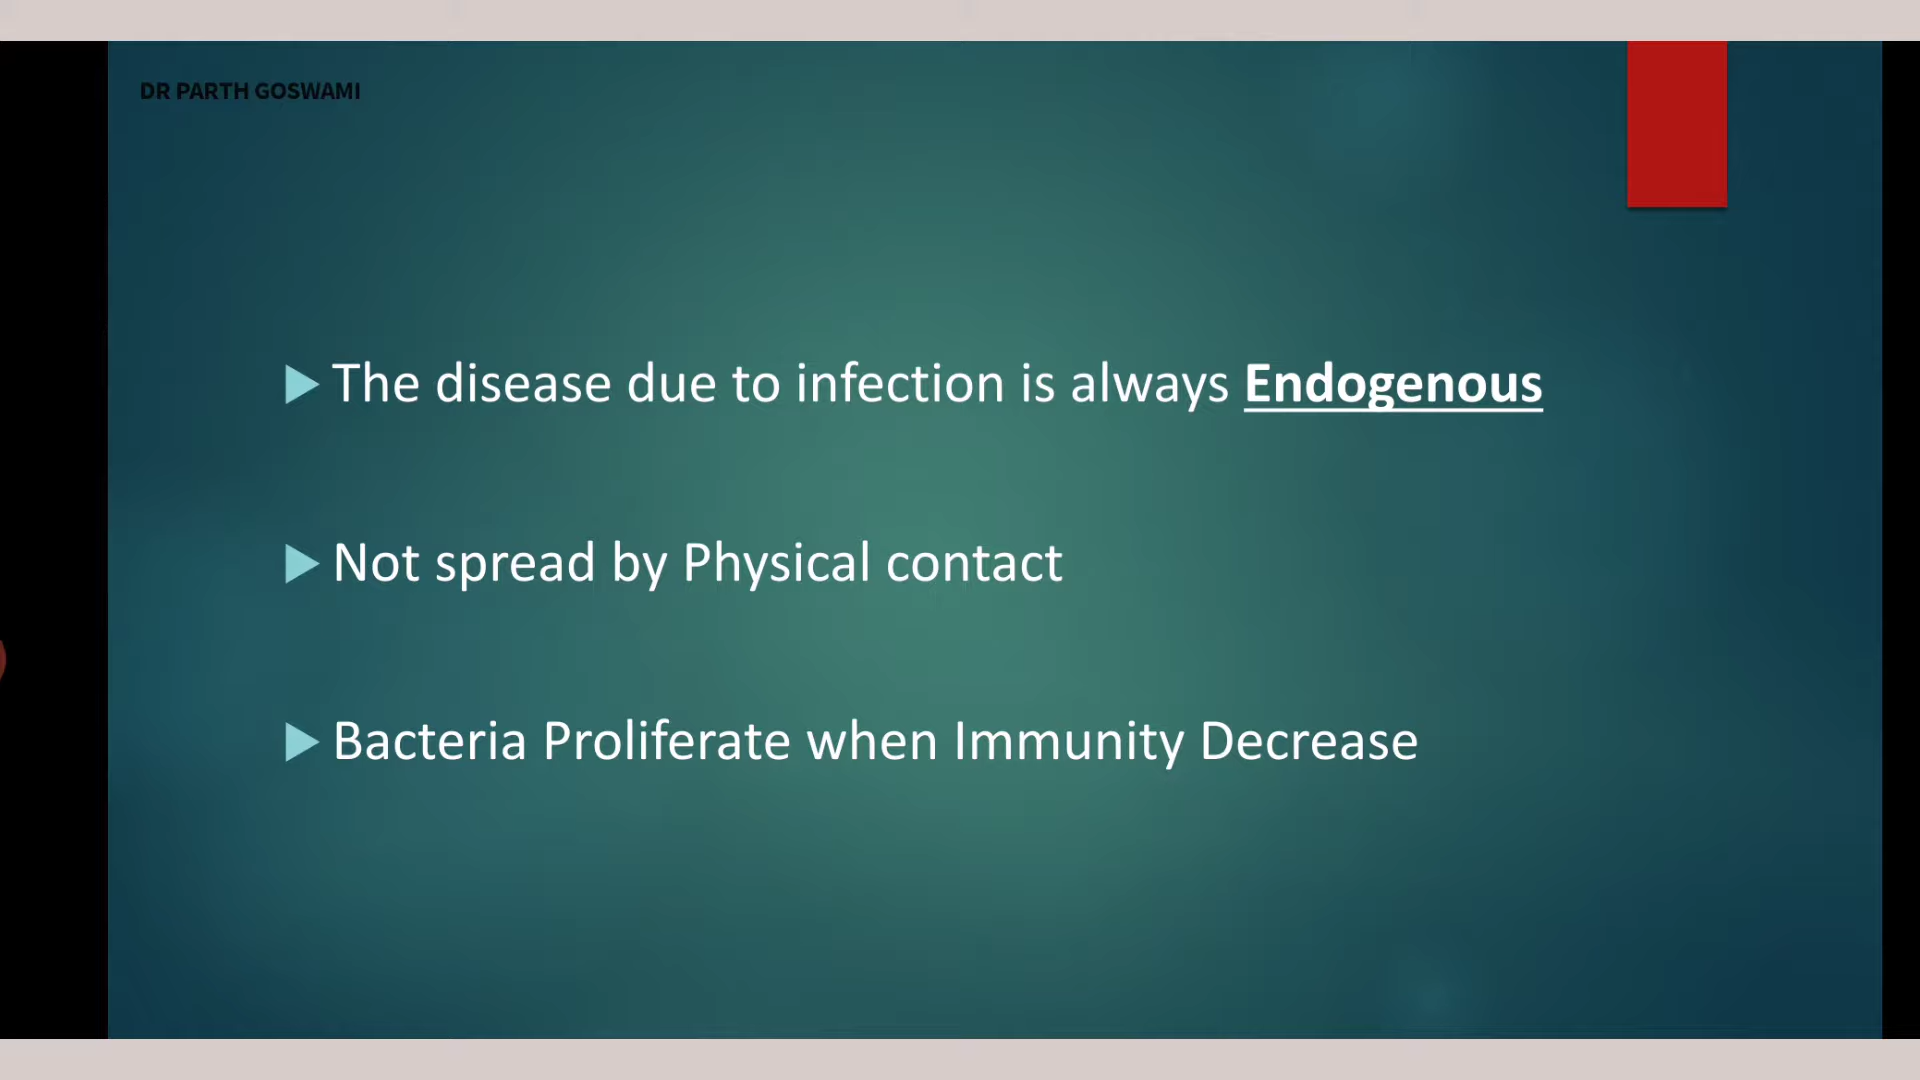 DR PARTH GOSWAMI
The disease due to infection is always Endogenous
Not spread by Physical contact
Bacteria Proliferate when Immunity Decrease